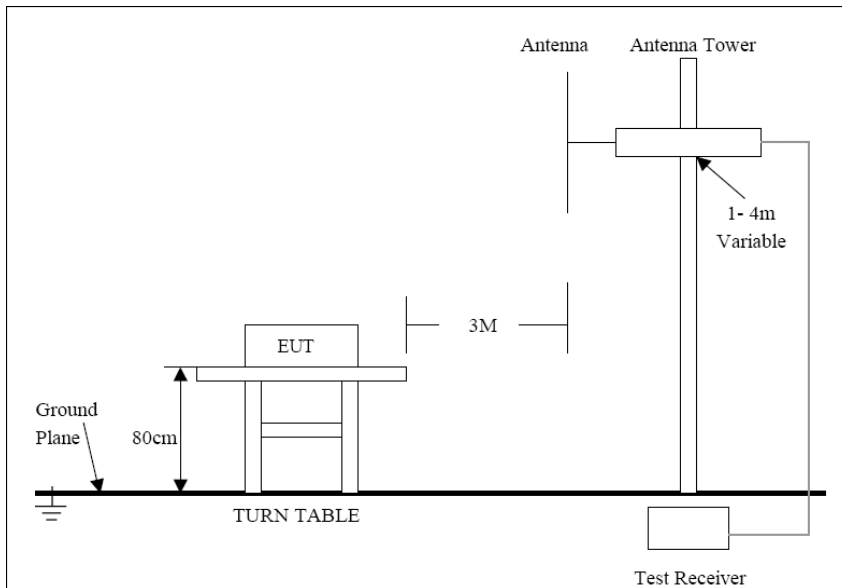 Antenna
Antenna Tower
1- 4m
Variable
3M
EUT
Ground
Plane
80cm
TURN TABLE
Test Receiver